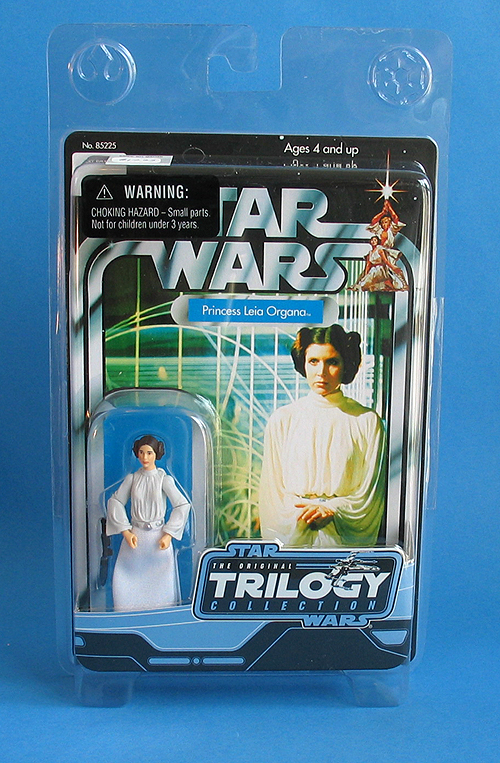 No. 85225
Ages 4 and up
WARNING:
CHOKING HAZARD – Small parts.
Not for children under 3 years.
STAR
WARS
Princess Leia Organa™
STAR
THE ORIGINAL
TRILOGY
COLLECTION
WARS